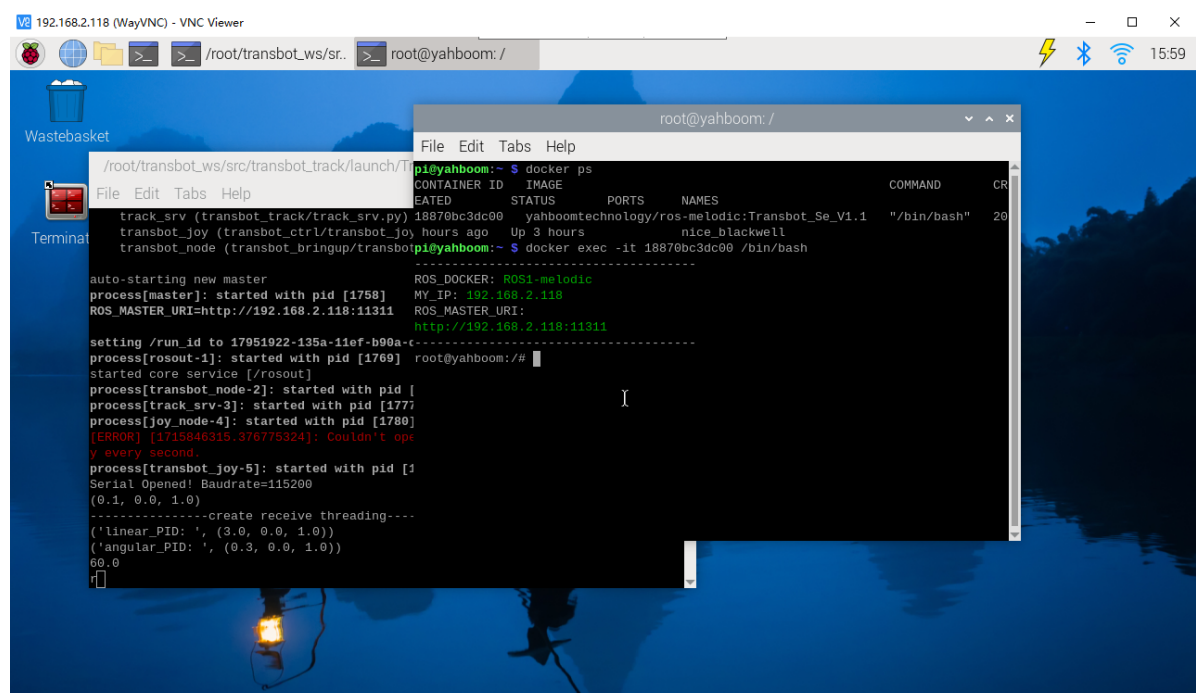 192.168.2.118 (WayVNC) - VNC Viewer
/root/transbot_ws/sr..
root@yahboom: /
15:59
Wastebasket
Terminat
/root/transbot_ws/src/transbot_track/launch/Tr
File Edit Tabs Help
track_srv (transbot_track/track_srv.py)
transbot_joy (transbot_ctrl/transbot_joy
transbot_node (transbot_bringup/transbot
auto-starting new master
process[master]: started with pid [1758]
ROS_MASTER_URI=http://192.168.2.118:11311
setting /run_id to 17951922-135a-11ef-b90a-
process[rosout-1]: started with pid [1769]
started core service [/rosout]
process[transbot_node-2]: started with pid [
process[track_srv-3]: started with pid [1777
process[joy_node-4]: started with pid [1780]
[ERROR] [1715846315.376775324]: Couldn't ope
y every second.
process[transbot_joy-5]: started with pid [1
Serial Opened! Baudrate=115200
(0.1, 0.0, 1.0)
----------------create receive threading----
('linear_PID: ', (3.0, 0.0, 1.0))
('angular_PID: ', (0.3, 0.0, 1.0))
60.0
r
root@yahboom: /
File Edit Tabs Help
pi@yahboom:~ $ docker ps
CONTAINER ID IMAGE COMMAND CR
EATED STATUS PORTS NAMES
18870bc3dc00 yahboomtechnology/ros-melodic:Transbot_Se_V1.1 "/bin/bash" 20
hours ago Up 3 hours nice_blackwell
pi@yahboom:~ $ docker exec -it 18870bc3dc00 /bin/bash
--------------------------------------
ROS_DOCKER: ROS1-melodic
MY_IP: 192.168.2.118
ROS_MASTER_URI:
http://192.168.2.118:11311
--------------------------------------
root@yahboom:/#